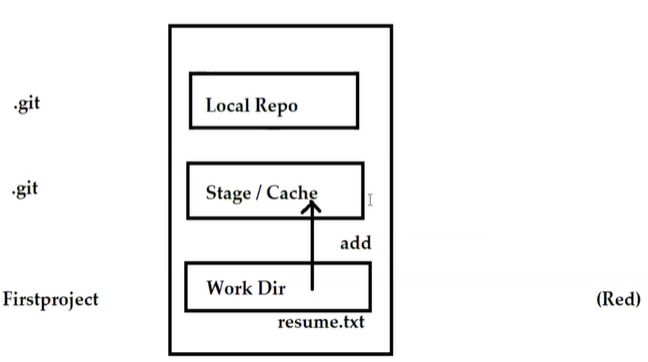 .git
Local Repo
.git
Stage / Cache
add
Firstproject
Work Dir
(Red)
resume.txt